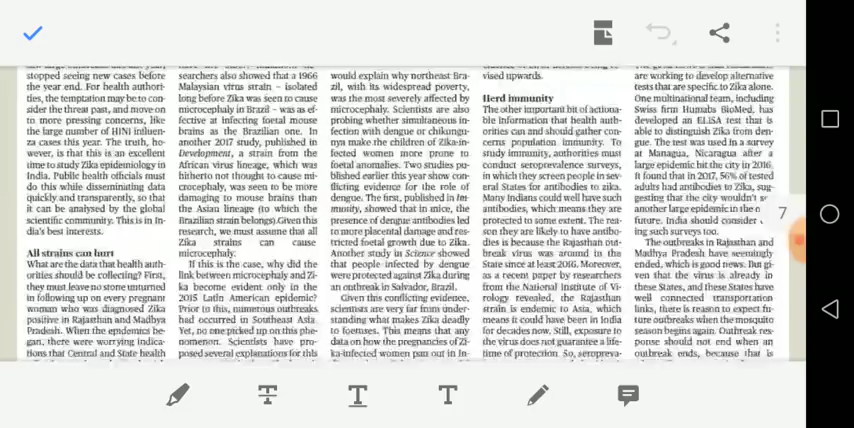 stopped seeing new cases before
the year end. For health authori-
ties, the temptation may be to con-
sider the threat past, and move on
to more pressing concerns, like
the large number of H1N1 influen-
za cases this year. The truth, ho-
wever, is that this is an excellent
time to study Zika epidemiology in
India. Public health officials must
do this while disseminating data
quickly and transparently, so that
it can be analysed by the global
scientific community. This is in In-
dia's best interests.
All strains can hurt
What are the data that health auth-
orities should be collecting? First,
they must leave no stone unturned
in following up on every pregnant
woman who was diagnosed Zika
positive in Rajasthan and Madhya
Pradesh. When the epidemics be-
gan, there were worrying indica-
tions that Central and State health
searchers also showed that a 1966
Malaysian virus strain – isolated
long before Zika was seen to cause
microcephaly in Brazil – was as ef-
fective at infecting foetal mouse
brains as the Brazilian one. In
another 2017 study, published in
Development, a strain from the
African virus lineage, which was
hitherto not thought to cause mi-
crocephaly, was seen to be more
damaging to mouse brains than
the Asian lineage (to which the
Brazilian strain belongs). Given this
research, we must assume that all
Zika strains can cause
microcephaly.
If this is the case, why did the
link between microcephaly and Zi-
ka become evident only in the
2015 Latin American epidemic?
Prior to this, numerous outbreaks
had occurred in Southeast Asia.
Yet, no one picked up on this phe-
nomenon. Scientists have pro-
posed several explanations for this
would explain why northeast Bra-
zil, with its widespread poverty,
was the most severely affected by
microcephaly. Scientists are also
probing whether simultaneous in-
fection with dengue or chikungu-
nya make the children of Zika-in-
fected women more prone to
foetal anomalies. Two studies pu-
blished earlier this year show con-
flicting evidence for the role of
dengue. The first, published in Im-
munity, showed that in mice, the
presence of dengue antibodies led
to more placental damage and res-
tricted foetal growth due to Zika.
Another study in Science showed
that people infected by dengue
were protected against Zika during
an outbreak in Salvador, Brazil.
Given this conflicting evidence,
scientists are very far from under-
standing what makes Zika deadly
to foetuses. This means that any
data on how the pregnancies of Zi-
ka-infected women pan out in In-
vised upwards.
Herd immunity
The other important bit of actiona-
ble information that health auth-
orities can and should gather con-
cerns population immunity. To
study immunity, authorities must
conduct seroprevalence surveys,
in which they screen people in sev-
eral States for antibodies to zika.
Many Indians could well have such
antibodies, which means they are
protected to some extent. The rea-
son they are likely to have antibo-
dies is because the Rajasthan out-
break virus was around in the
State since at least 2016. Moreover,
as a recent paper by researchers
from the National Institute of Vi-
rology revealed, the Rajasthan
strain is endemic to Asia, which
means it could have been in India
for decades now. Still, exposure to
the virus does not guarantee a life-
time of protection. So, seropreva-
are working to develop alternative
tests that are specific to Zika alone.
One multinational team, including
Swiss firm Humabs BioMed, has
developed an ELISA test that is
able to distinguish Zika from den-
gue. The test was used in a survey
at Managua, Nicaragua after a
large epidemic hit the city in 2016.
It found that in 2017, 56% of tested
adults had antibodies to Zika, sug-
gesting that the city wouldn't s
another large epidemic in the
future. India should consider
ing such surveys too.
The outbreaks in Rajasthan and
Madhya Pradesh have seemingly
ended, which is good news. But gi-
ven that the virus is already in
these States, and these States have
well connected transportation
links, there is reason to expect fu-
ture outbreaks when the mosquito
season begins again. Outbreak res-
ponse should not end when an
outbreak ends, because that is
7
T
T
T